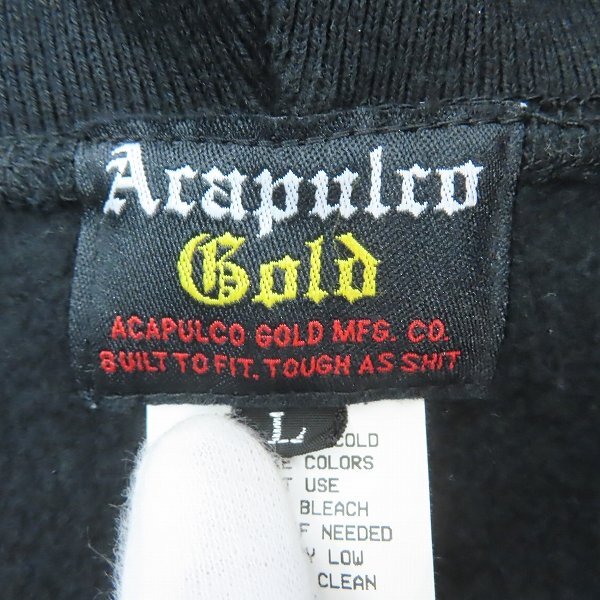 Acapulco
Gold
ACAPULCO GOLD MFG. CO.
BUILT TO FIT. TOUGH AS SHIT
L
COLD
COLORS
USE
BLEACH
NEEDED
LOW
CLEAN